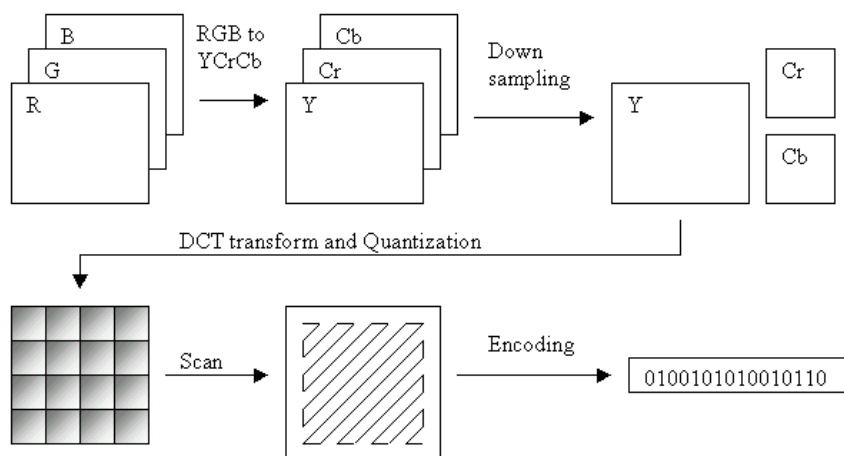 B
G
R
RGB to
YCrCb
Cb
Cr
Y
Down
sampling
Y
Cr
Cb
DCT transform and Quantization
Scan
Encoding
0100101010010110